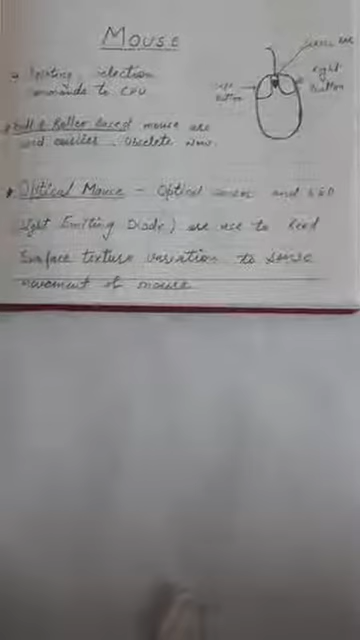 MOUSE
Scroll
Right
Button
Left
Button
Pointing, selection
commands to CPU
Ball & Roller based mouse are
Obsolete now.
Optical Mouse - Optical sensor and LED
(Light Emitting Diode) are use to Read
Surface texture variation to sense
movement of mouse